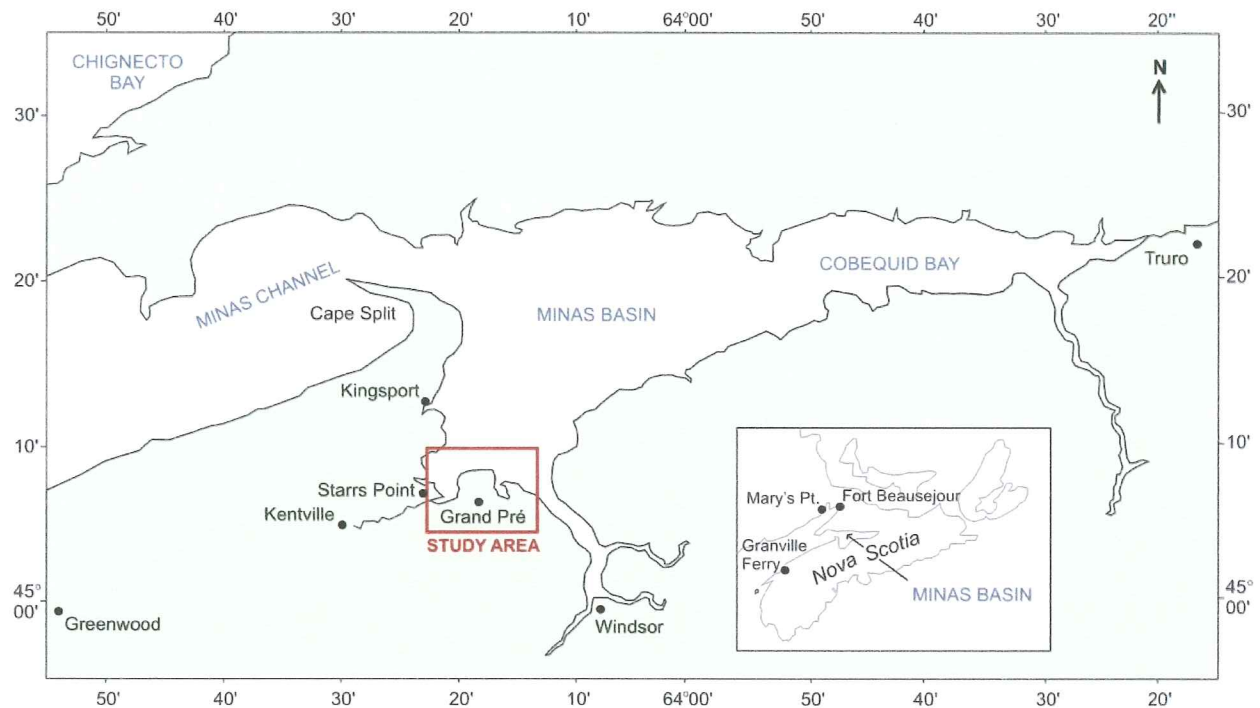 50' 40' 30' 20' 10' 64°00' 50' 40' 30' 20"
CHIGNECTO
BAY
N
30' 30'
COBEQUID BAY
Truro
20' 20'
MINAS CHANNEL
Cape Split
MINAS BASIN
Kingsport
10' 10'
Starrs Point
Kentville
Grand Pré
STUDY AREA
Mary's Pt.
Fort Beausejour
Granville
Ferry
Nova Scotia
MINAS BASIN
45°
00'
45°
00'
Greenwood
Windsor
50' 40' 30' 20' 10' 64°00' 50' 40' 30' 20"